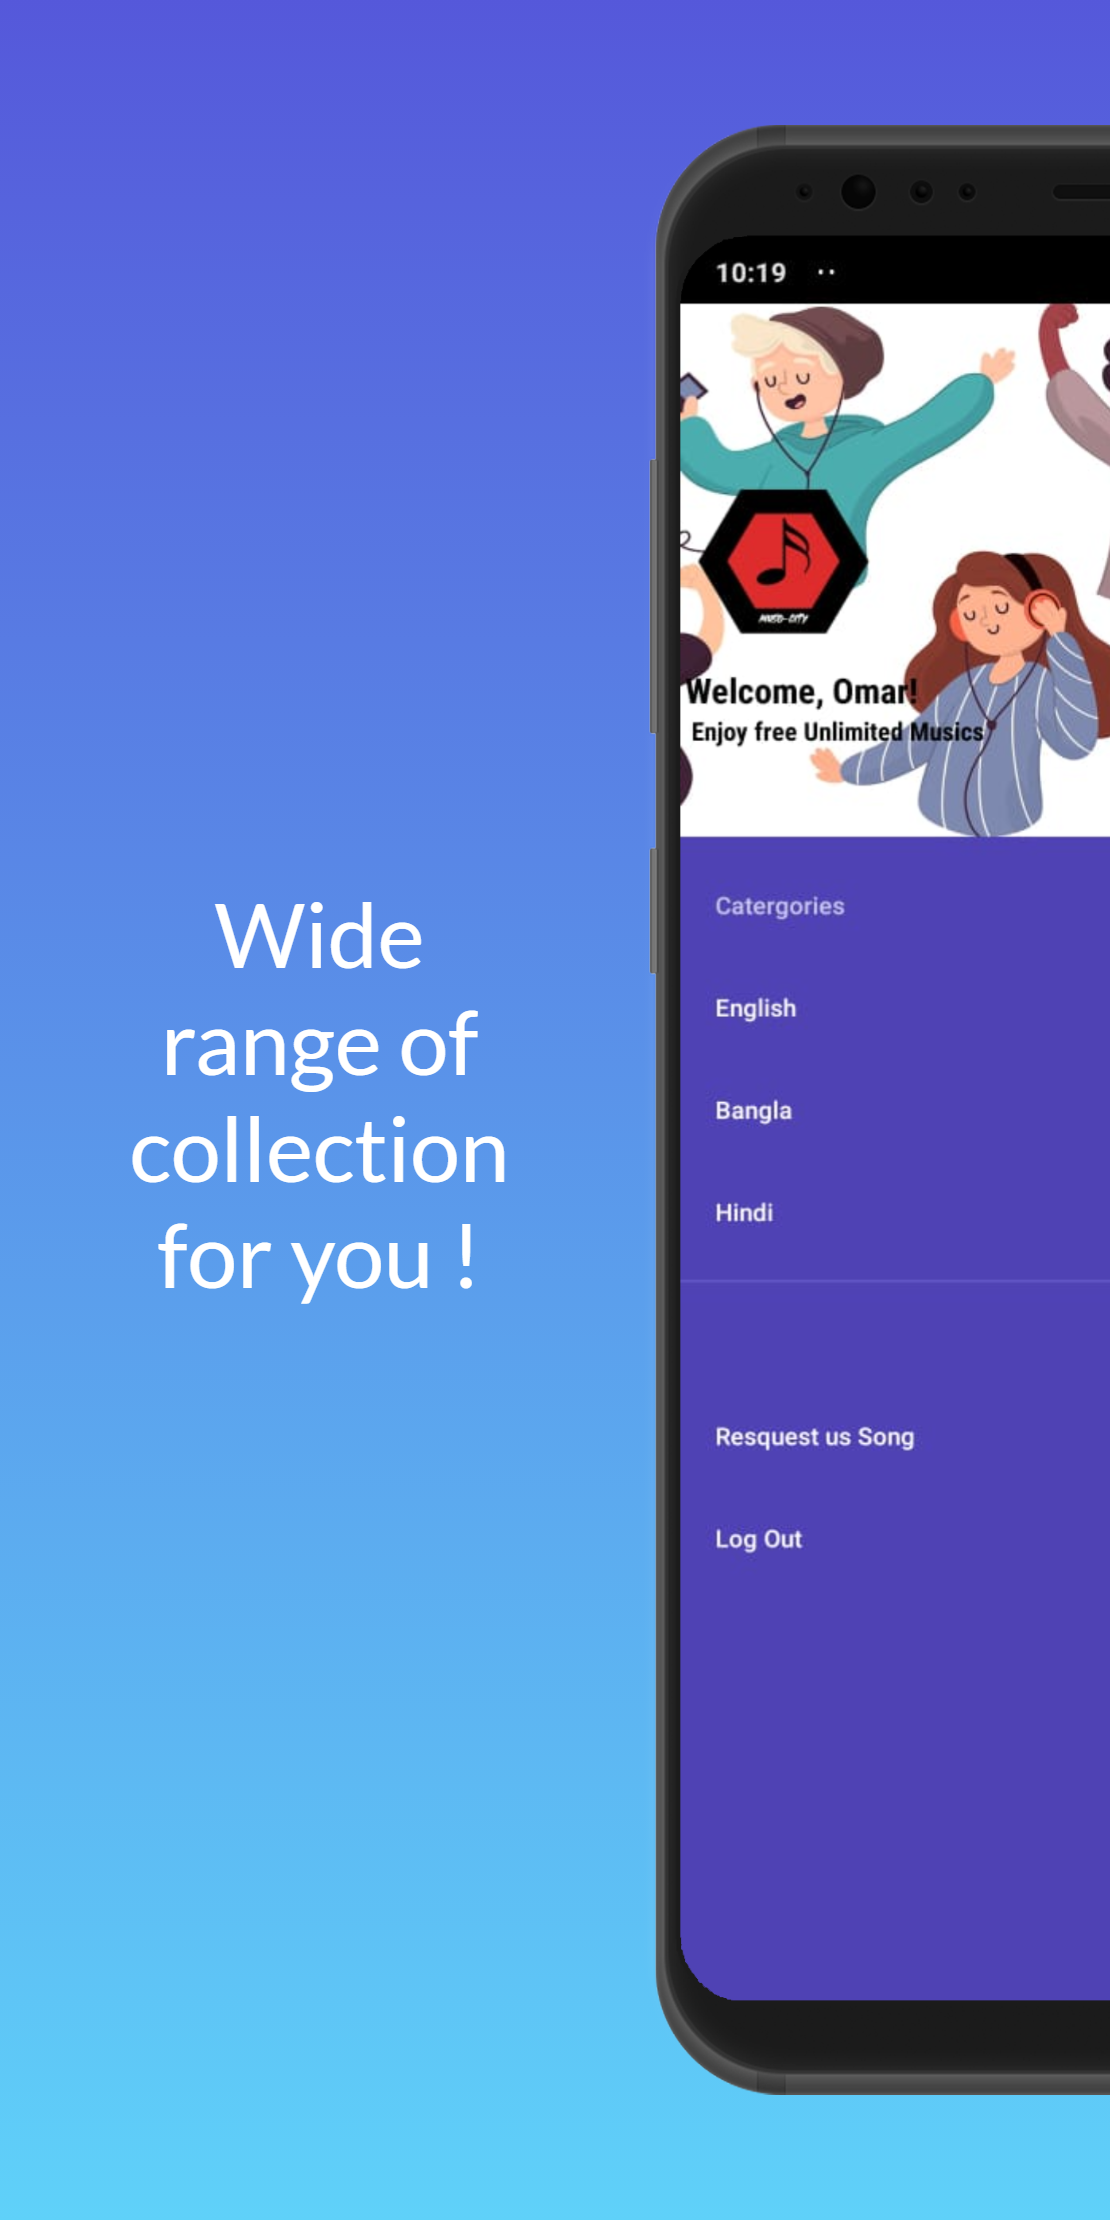 Wide
range of
collection
for you !
10:19
MUSO-CITY
Welcome, Omar!
Enjoy free Unlimited Musics
Catergories
English
Bangla
Hindi
Resquest us Song
Log Out